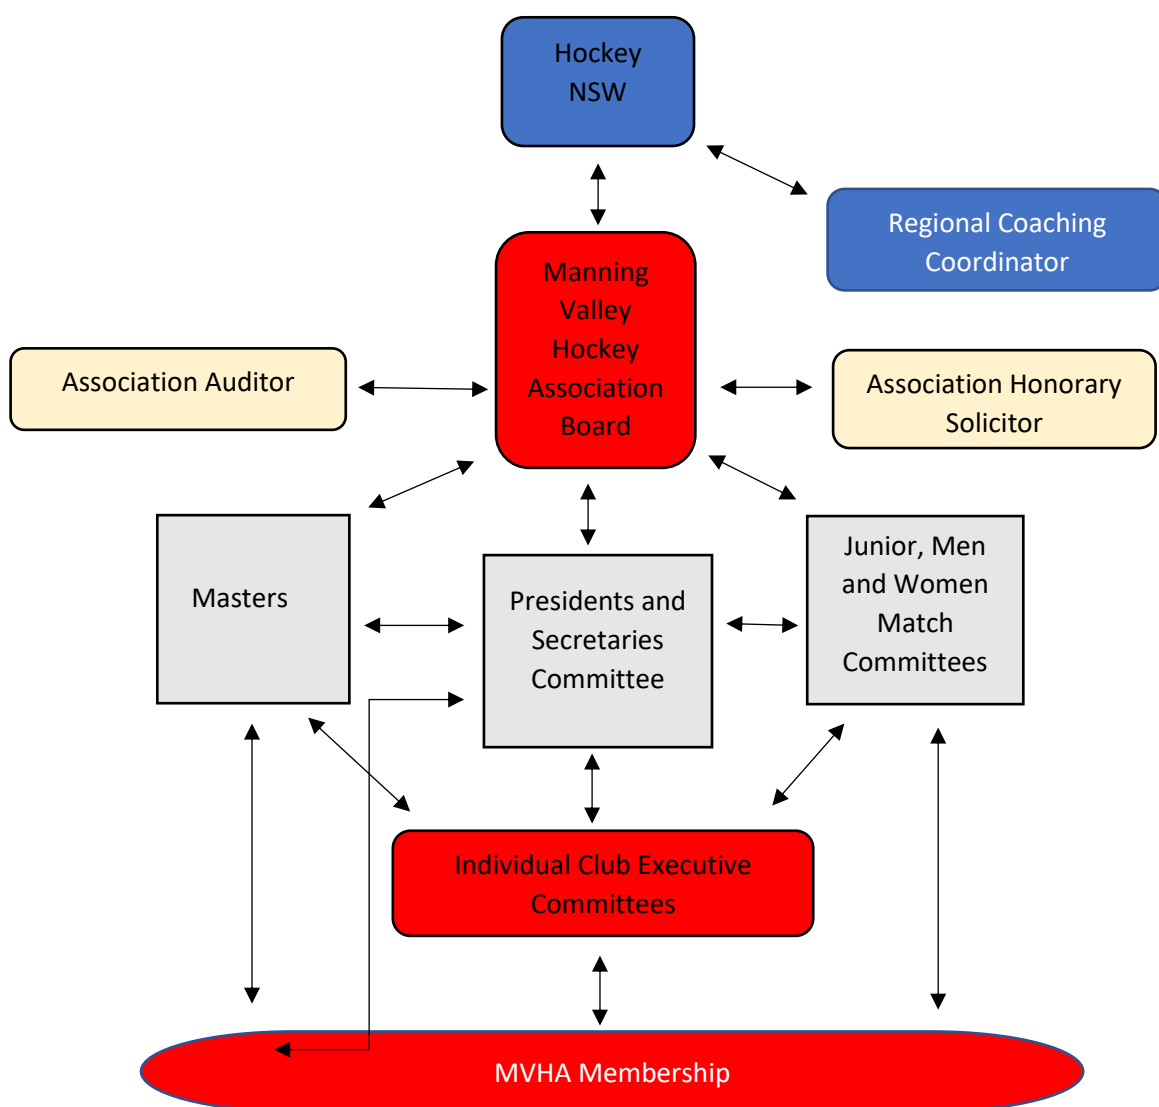 Hockey
NSW
Regional Coaching
Coordinator
Manning
Valley
Hockey
Association
Board
Association Auditor
Association Honorary
Solicitor
Masters
Presidents and
Secretaries
Committee
Junior, Men
and Women
Match
Committees
Individual Club Executive
Committees
MVHA Membership